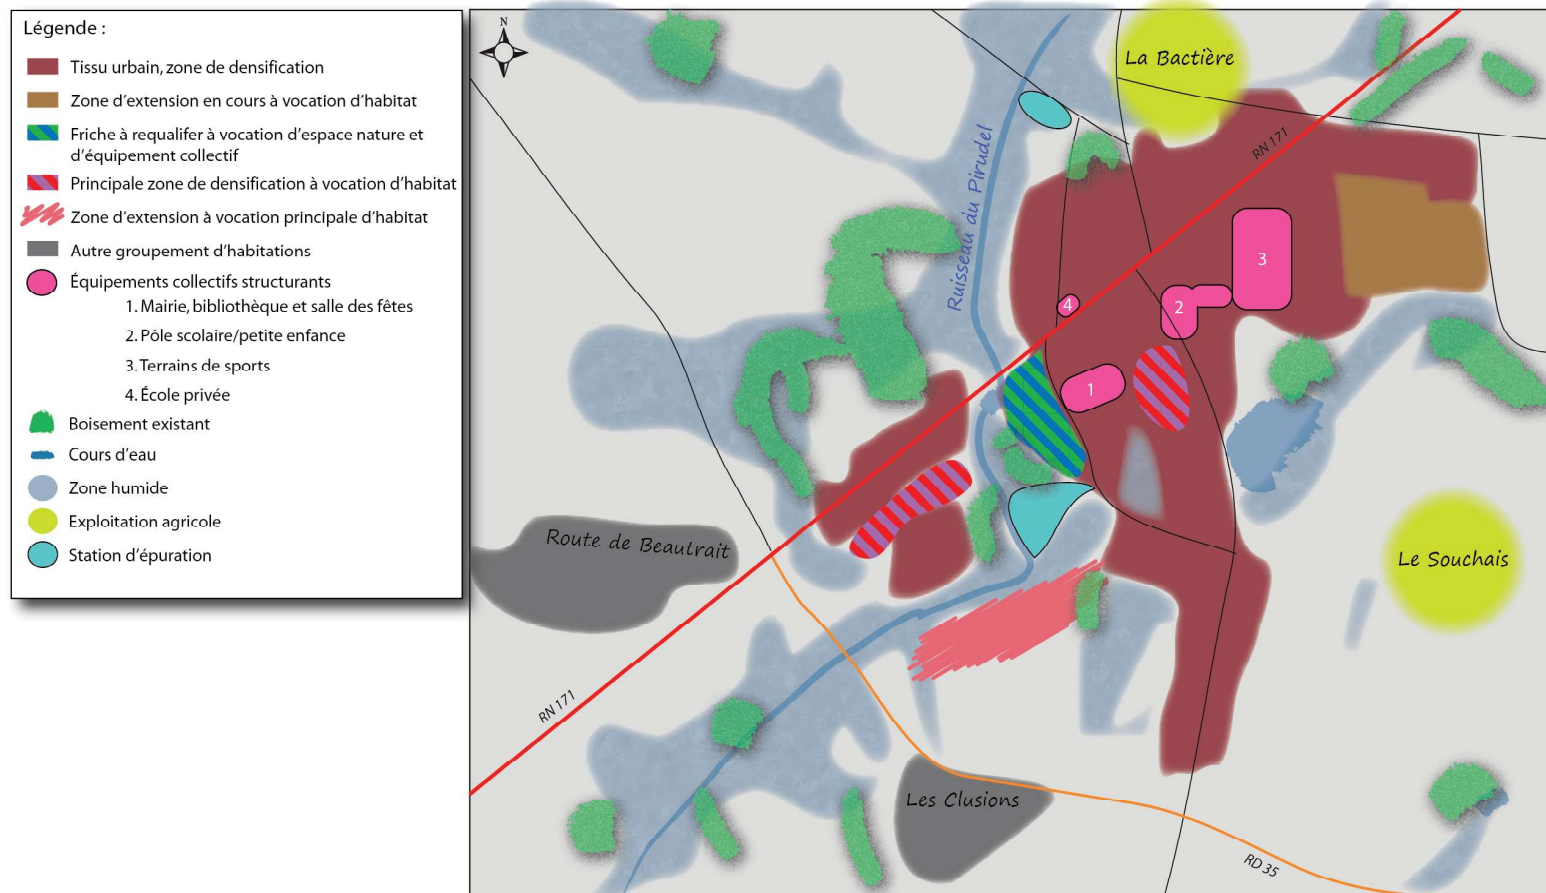 Légende :
Tissu urbain, zone de densification
Zone d'extension en cours à vocation d'habitat
Friche à requalifer à vocation d'espace nature et
d'équipement collectif
Principale zone de densification à vocation d'habitat
Zone d'extension à vocation principale d'habitat
Autre groupement d'habitations
Équipements collectifs structurants
1. Mairie, bibliothèque et salle des fêtes
2. Pôle scolaire/petite enfance
3. Terrains de sports
4. École privée
Boisement existant
Cours d'eau
Zone humide
Exploitation agricole
Station d'épuration
N
La Bactière
RN 171
Ruisseau du Pirudel
3
4
2
1
Route de Beaulrait
Le Souchais
RN 171
Les Clusions
RD 35